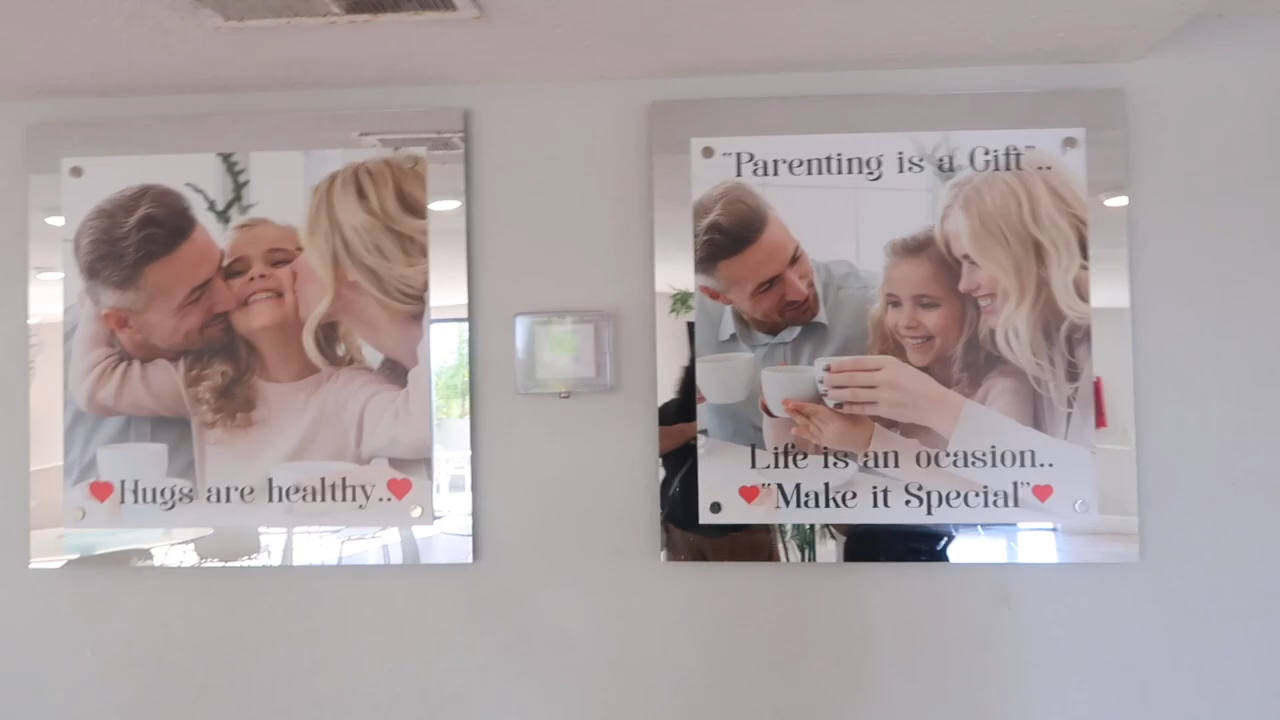 ♥Hugs are healthy..♥
"Parenting is a Gift"..
Life is an ocasion..
♥"Make it Special"♥